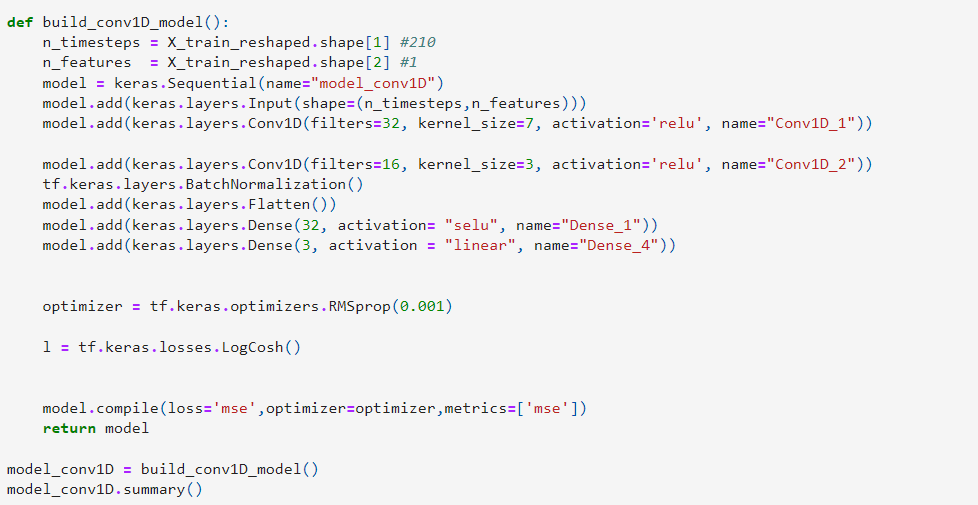 def build_conv1D_model():
    n_timesteps = X_train_reshaped.shape[1] #210
    n_features  = X_train_reshaped.shape[2] #1
    model = keras.Sequential(name="model_conv1D")
    model.add(keras.layers.Input(shape=(n_timesteps,n_features)))
    model.add(keras.layers.Conv1D(filters=32, kernel_size=7, activation='relu', name="Conv1D_1"))
    model.add(keras.layers.Conv1D(filters=16, kernel_size=3, activation='relu', name="Conv1D_2"))
    tf.keras.layers.BatchNormalization()
    model.add(keras.layers.Flatten())
    model.add(keras.layers.Dense(32, activation= "selu", name="Dense_1"))
    model.add(keras.layers.Dense(3, activation = "linear", name="Dense_4"))
    optimizer = tf.keras.optimizers.RMSprop(0.001)
    l = tf.keras.losses.LogCosh()
    model.compile(loss='mse',optimizer=optimizer,metrics=['mse'])
    return model
model_conv1D = build_conv1D_model()
model_conv1D.summary()